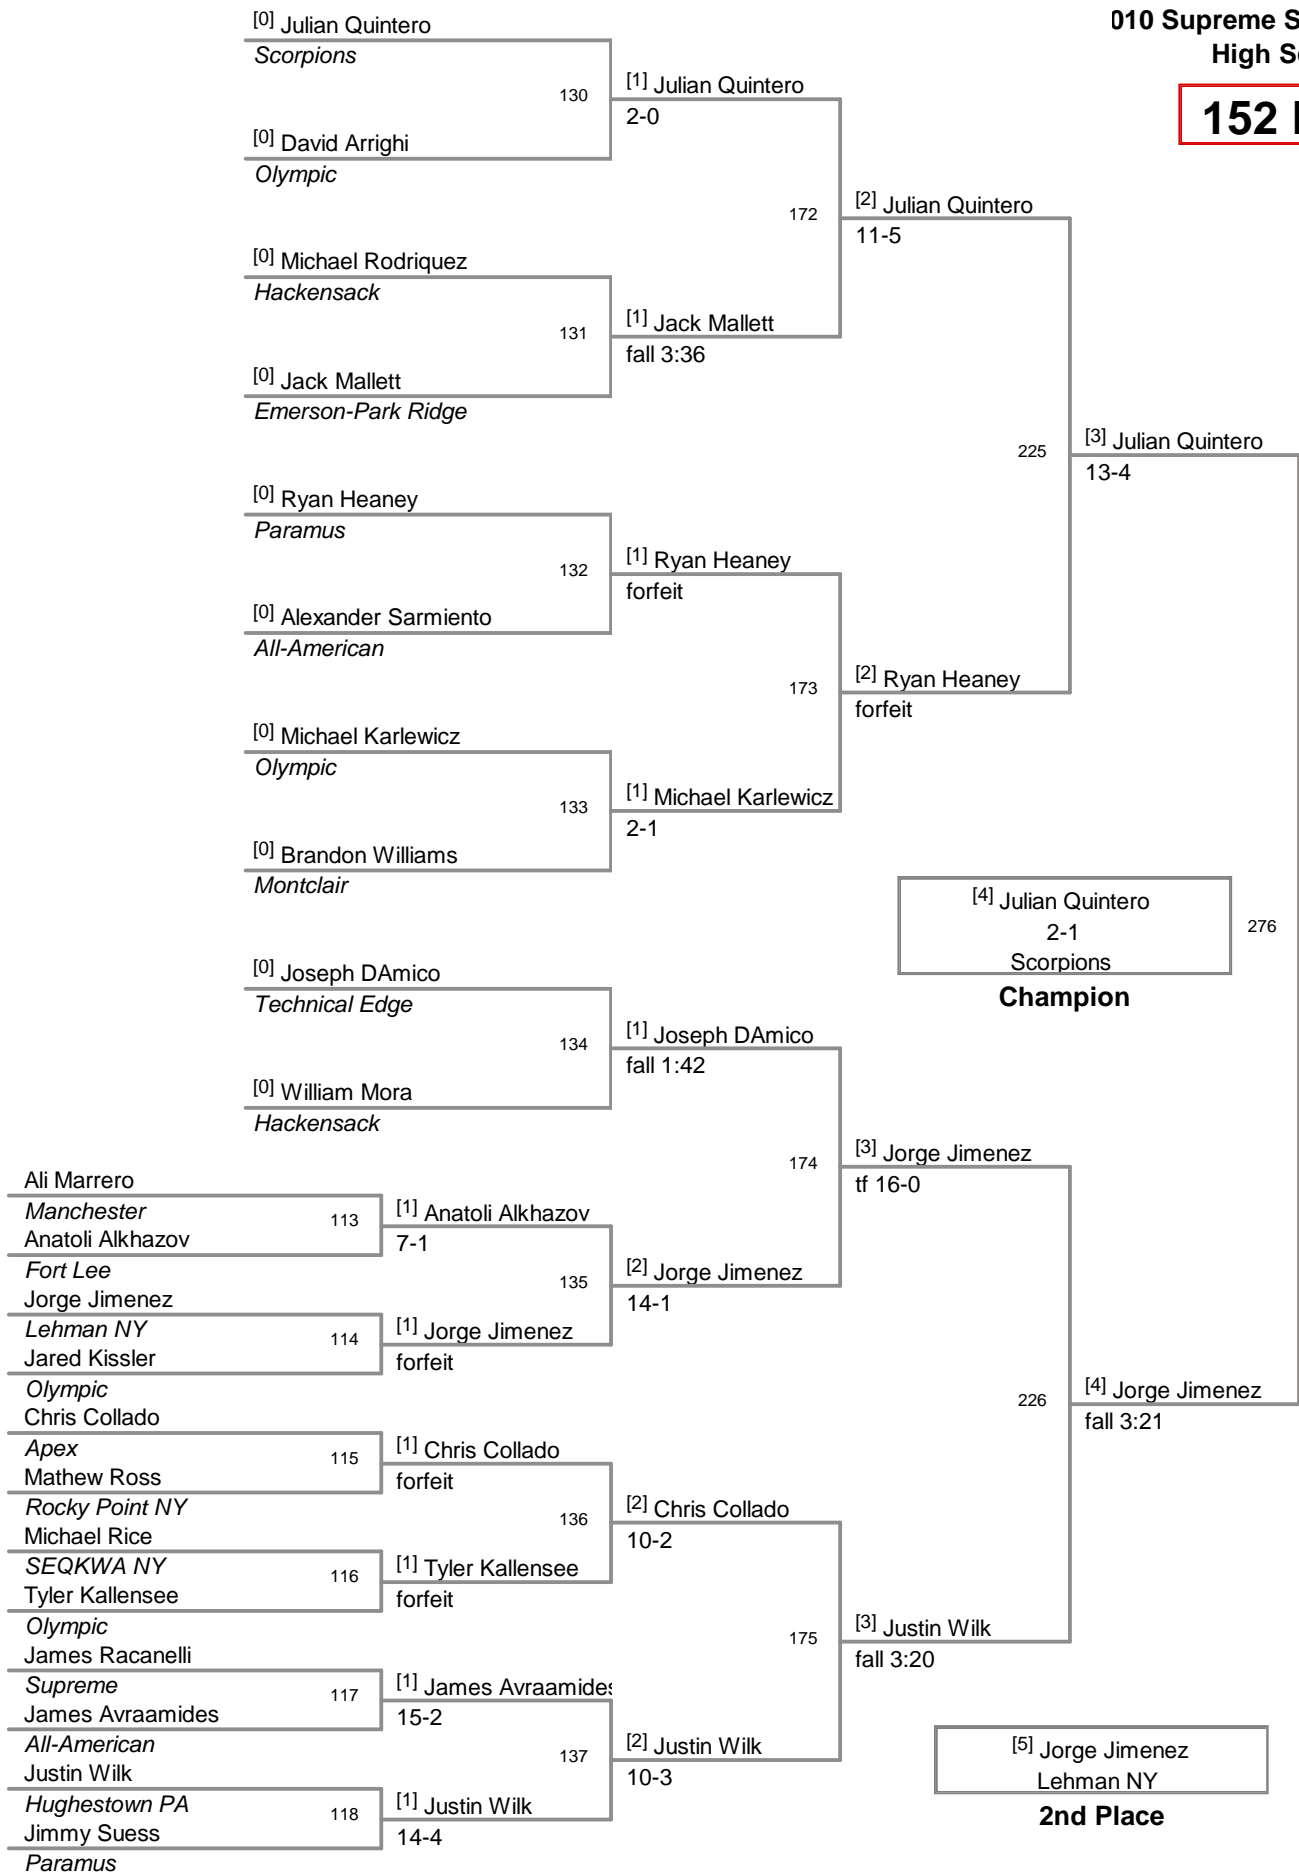 [0] Julian Quintero
Scorpions
130
[0] David Arrighi
Olympic
[1] Julian Quintero
2-0
010 Supreme S
High S
152
172
[2] Julian Quintero
11-5
[0] Michael Rodriquez
Hackensack
131
[0] Jack Mallett
Emerson-Park Ridge
[1] Jack Mallett
fall 3:36
225
[3] Julian Quintero
13-4
[0] Ryan Heaney
Paramus
132
[0] Alexander Sarmiento
All-American
[1] Ryan Heaney
forfeit
173
[2] Ryan Heaney
forfeit
[0] Michael Karlewicz
Olympic
133
[0] Brandon Williams
Montclair
[1] Michael Karlewicz
2-1
[4] Julian Quintero
2-1
Scorpions
Champion
276
[0] Joseph DAmico
Technical Edge
134
[0] William Mora
Hackensack
[1] Joseph DAmico
fall 1:42
174
[3] Jorge Jimenez
tf 16-0
Ali Marrero
Manchester
113
Anatoli Alkhazov
Fort Lee
[1] Anatoli Alkhazov
7-1
135
[2] Jorge Jimenez
14-1
Jorge Jimenez
Lehman NY
114
Jared Kissler
Olympic
[1] Jorge Jimenez
forfeit
226
[4] Jorge Jimenez
fall 3:21
Chris Collado
Apex
115
Mathew Ross
Rocky Point NY
[1] Chris Collado
forfeit
136
[2] Chris Collado
10-2
Michael Rice
SEQKWA NY
116
Tyler Kallensee
Olympic
[1] Tyler Kallensee
forfeit
175
[3] Justin Wilk
fall 3:20
James Racanelli
Supreme
117
James Avraamides
All-American
[1] James Avraamides
15-2
137
[2] Justin Wilk
10-3
Justin Wilk
Hughestown PA
118
Jimmy Suess
Paramus
[1] Justin Wilk
14-4
[5] Jorge Jimenez
Lehman NY
2nd Place